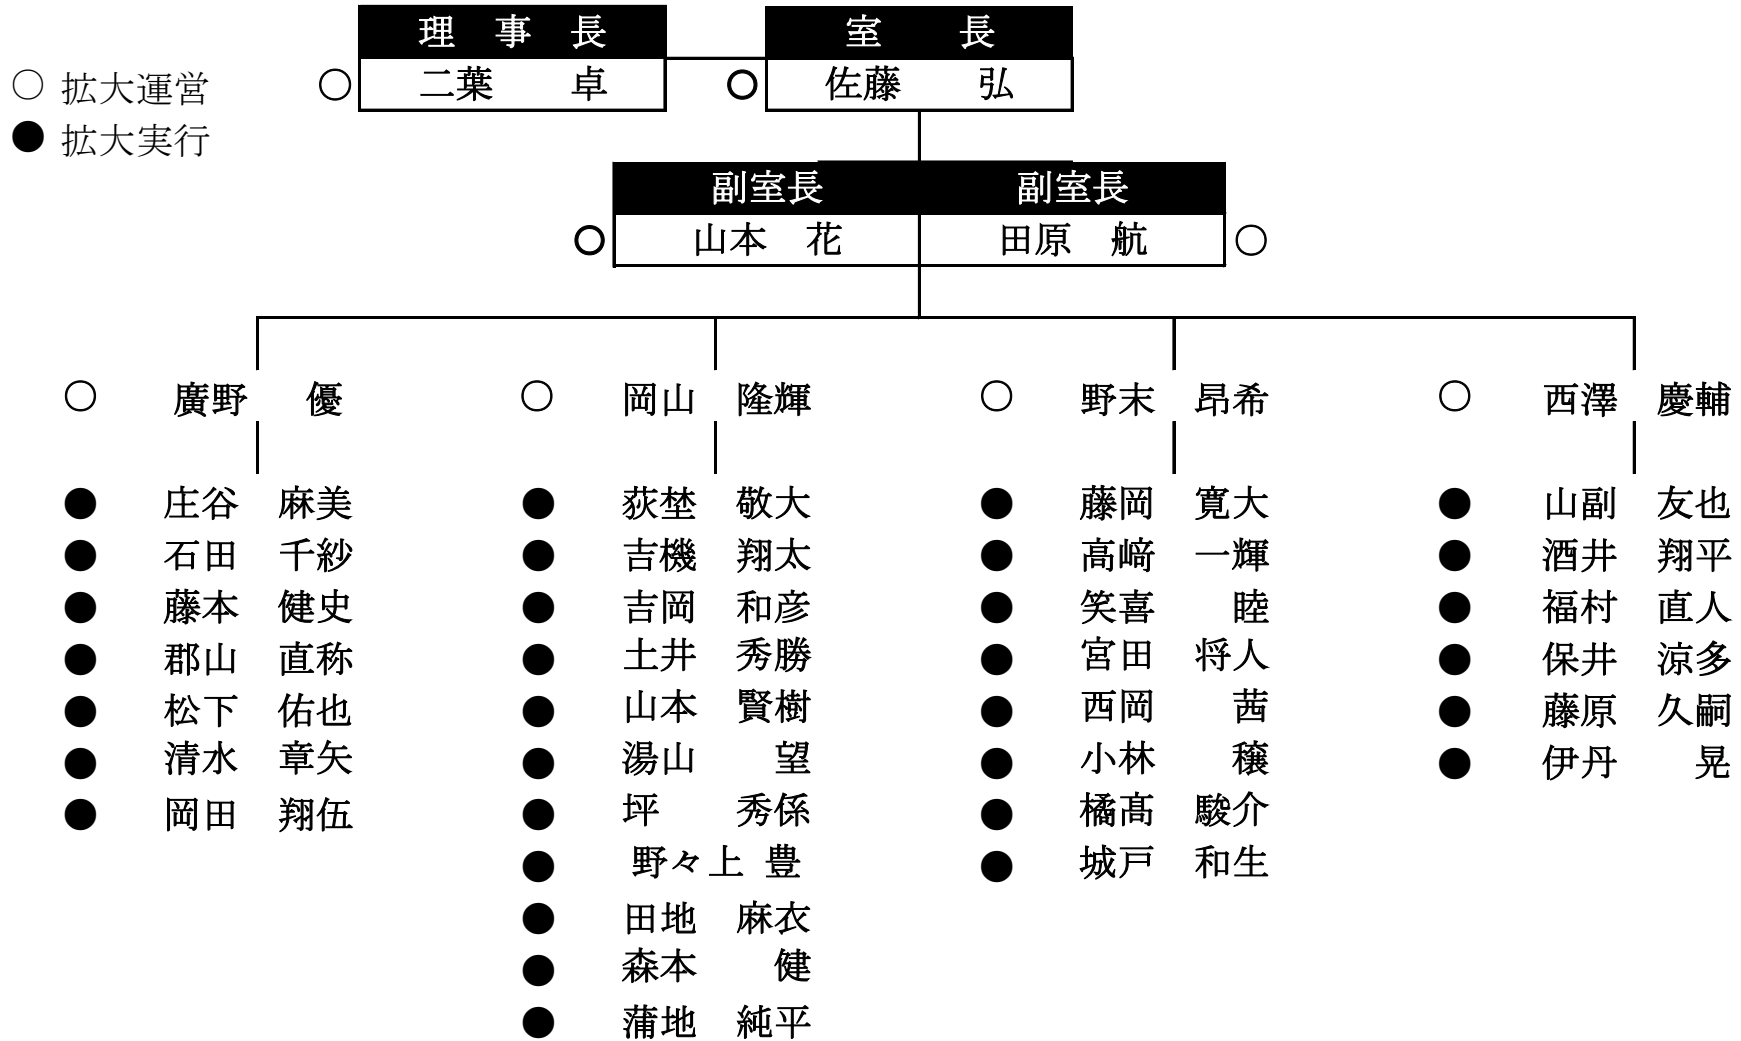 理　事　長
室　　長
○ 拡大運営
○ 二葉　　卓
○ 佐藤　　弘
● 拡大実行
副室長
副室長
○ 山本　花
田原　航 ○
○ 廣野　優
○ 岡山　隆輝
○ 野末　昂希
○ 西澤　慶輔
● 庄谷　麻美
● 石田　千紗
● 藤本　健史
● 郡山　直称
● 松下　佑也
● 清水　章矢
● 岡田　翔伍
● 荻埜　敬大
● 吉機　翔太
● 吉岡　和彦
● 土井　秀勝
● 山本　賢樹
● 湯山　望
● 坪　秀係
● 野々上 豊
● 田地　麻衣
● 森本　健
● 蒲地　純平
● 藤岡　寛大
● 高﨑　一輝
● 笑喜　睦
● 宮田　将人
● 西岡　茜
● 小林　穣
● 橘髙　駿介
● 城戸　和生
● 山副　友也
● 酒井　翔平
● 福村　直人
● 保井　涼多
● 藤原　久嗣
● 伊丹　晃